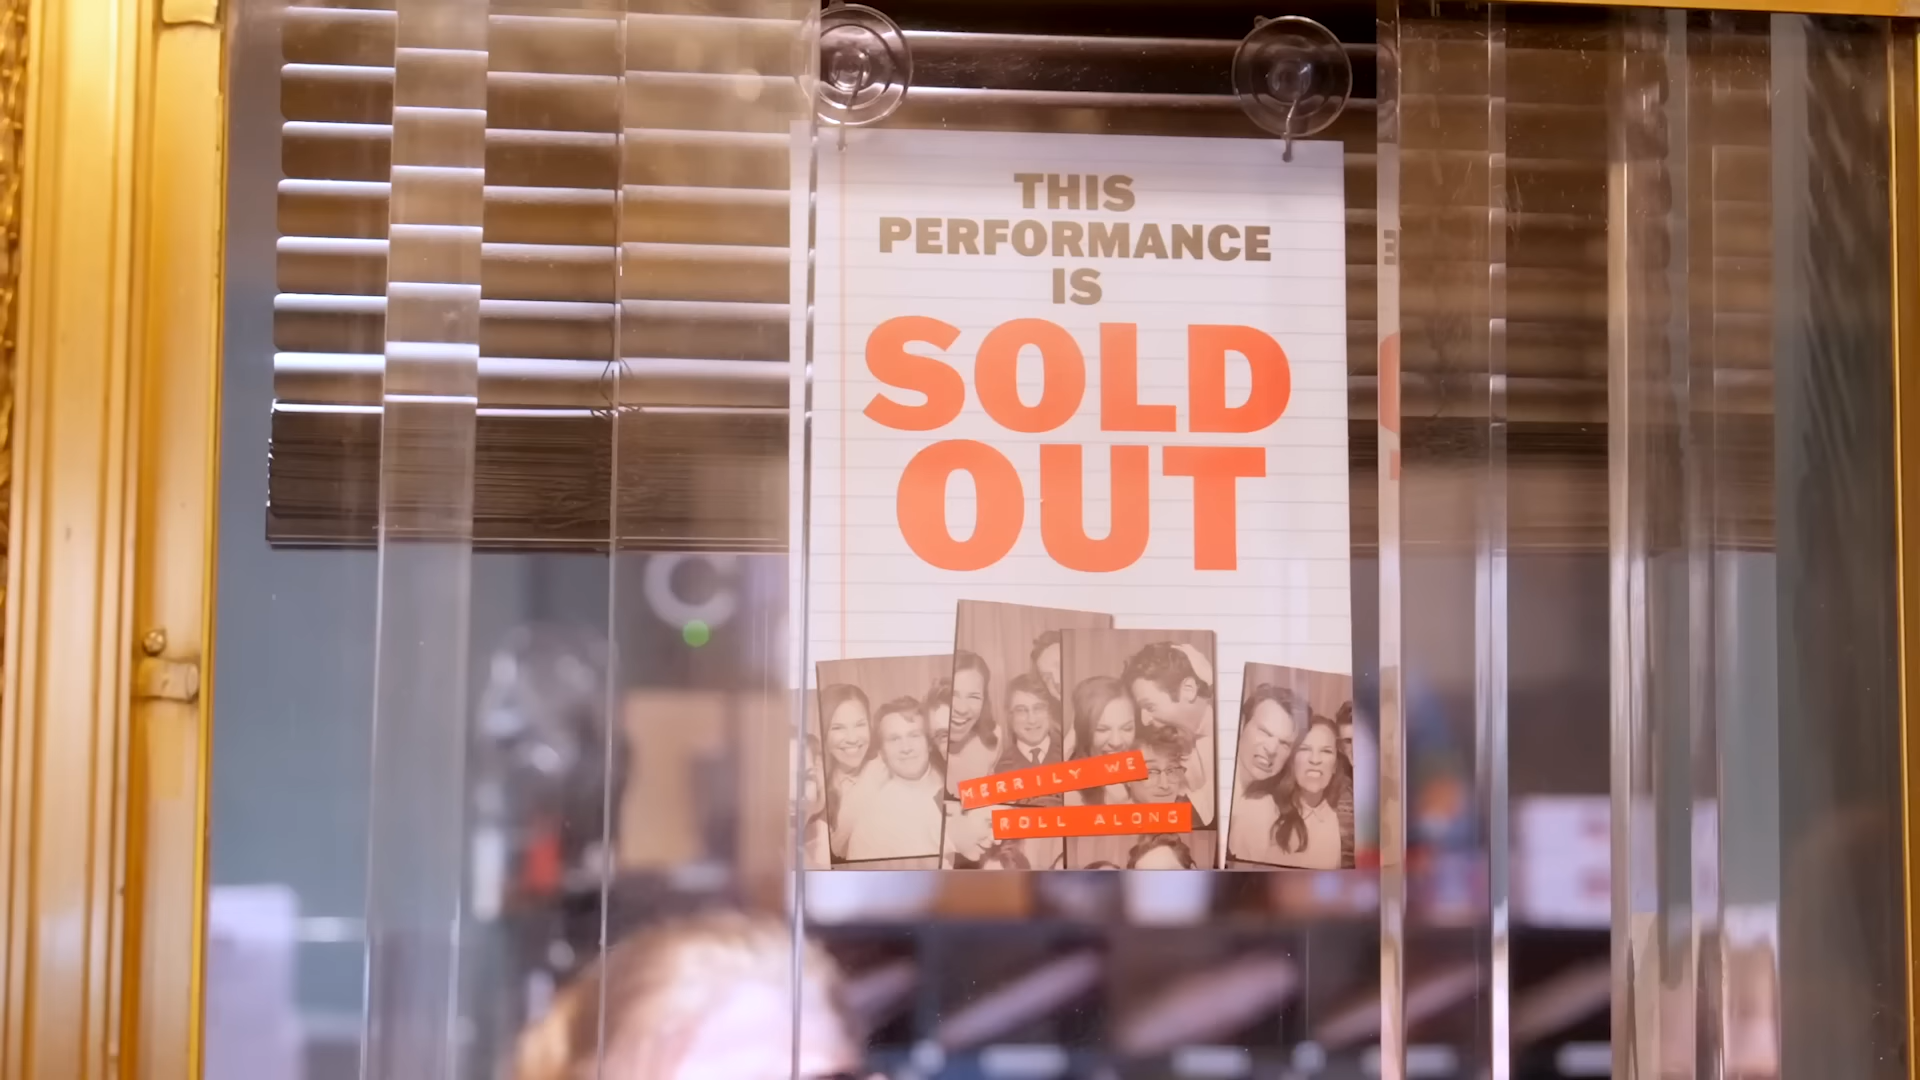 THIS
PERFORMANCE
IS
SOLD
OUT
MERRILY WE
ROLL ALONG